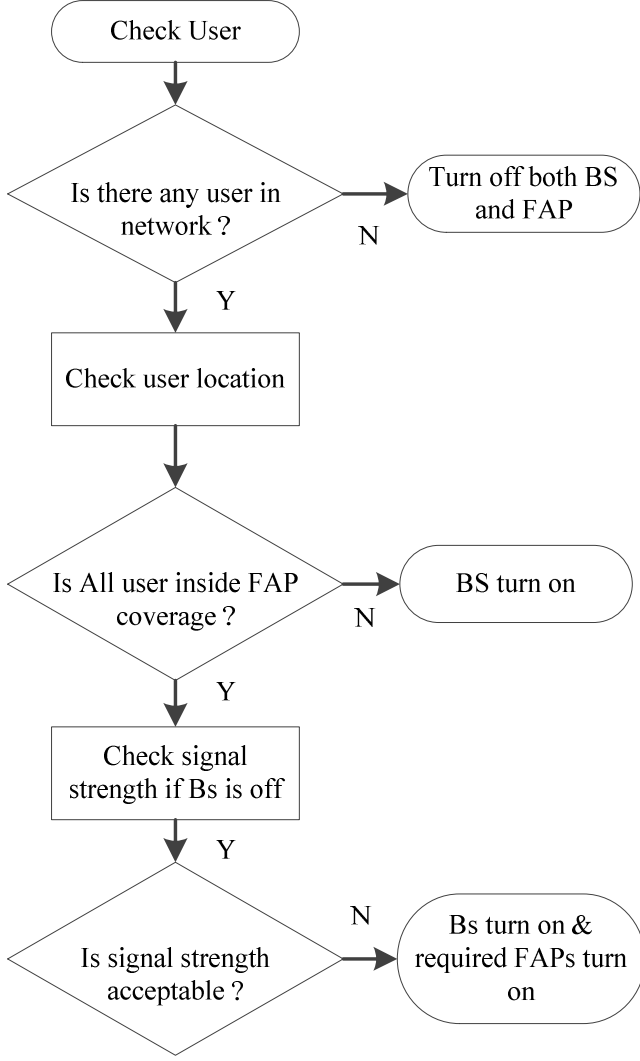 Check User
Is there any user in
network？
Turn off both BS
and FAP
N
Y
Check user location
Is All user inside FAP
coverage？
BS turn on
N
Y
Check signal
strength if Bs is off
Y
N
Is signal strength
acceptable？
Bs turn on &
required FAPs turn
on